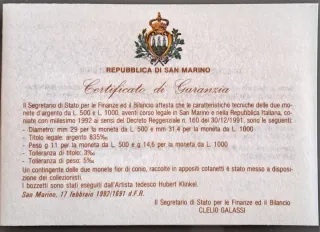 REPUBBLICA DI SAN MARINO
Certificato di Garanzia
Il Segretario di Stato per le Finanze ed il Bilancio attesta che le caratteristiche tecniche delle due mo-
nete d'argento da L. 500 e L. 1000, aventi corso legale in San Marino e nella Repubblica Italiana, co-
niate con millesimo 1992 ai sensi del Decreto Reggenziale n. 160 del 30/12/1991, sono le seguenti:
- Diametro: mm 29 per la moneta da L. 500 e mm 31.4 per la moneta da L. 1000
- Titolo legale: argento 835‰
- Peso g 11 per la moneta da L. 500 e g. 14,6 per la moneta da L. 1000
- Tolleranza di titolo: 3‰
- Tolleranza di peso: 5‰
Un contingente delle due monete fior di conio, raccolte in appositi cofanetti è stato messo a dispo-
sizione dei collezionisti.
I bozzetti sono stati eseguiti dall'Artista tedesco Hubert Klinkel.
San Marino, 17 febbraio 1992/1691 d.F.R.
Il Segretario di Stato per le Finanze ed il Bilancio
CLELIO GALASSI